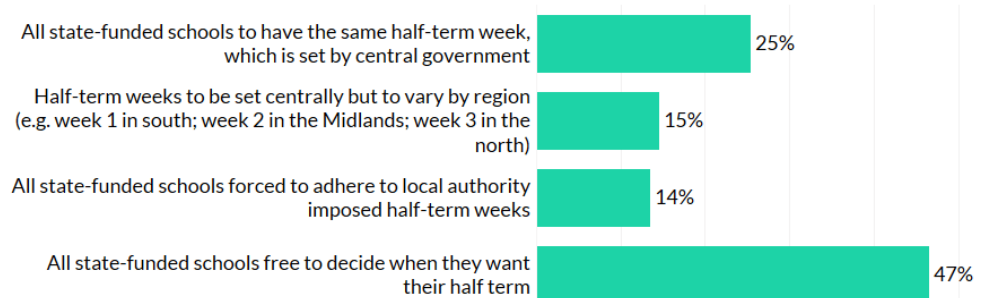 All state-funded schools to have the same half-term week,
which is set by central government
25%
Half-term weeks to be set centrally but to vary by region
(e.g. week 1 in south; week 2 in the Midlands; week 3 in the
north)
15%
All state-funded schools forced to adhere to local authority
imposed half-term weeks
14%
All state-funded schools free to decide when they want
their half term
47%